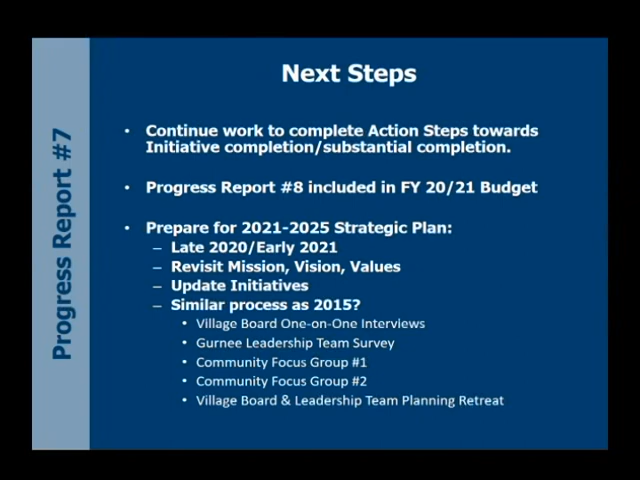 Next Steps
Progress Report #7
• Continue work to complete Action Steps towards
Initiative completion/substantial completion.
• Progress Report #8 included in FY 20/21 Budget
• Prepare for 2021-2025 Strategic Plan:
– Late 2020/Early 2021
– Revisit Mission, Vision, Values
– Update Initiatives
– Similar process as 2015?
• Village Board One-on-One Interviews
• Gurnee Leadership Team Survey
• Community Focus Group #1
• Community Focus Group #2
• Village Board & Leadership Team Planning Retreat